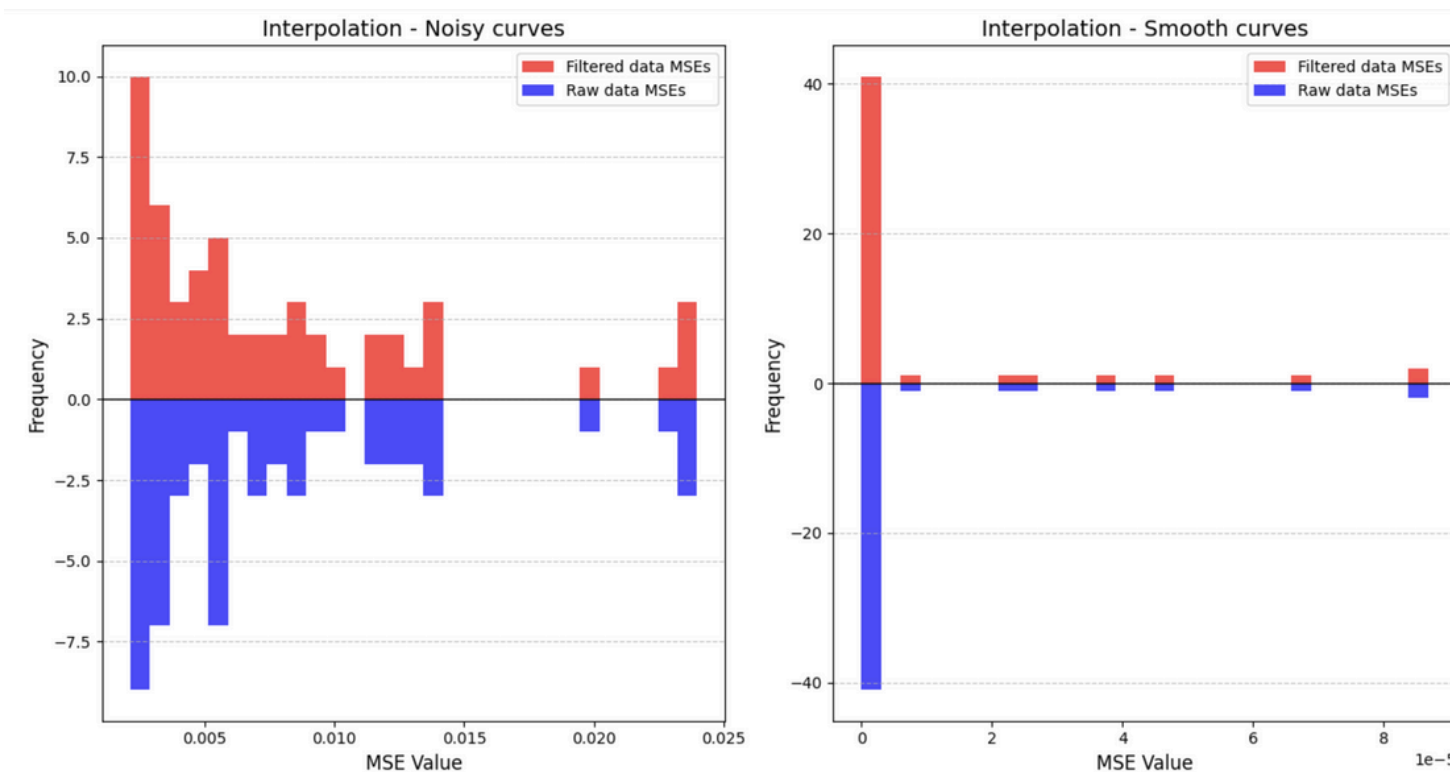 Interpolation - Noisy curves
Filtered data MSEs
Raw data MSEs
10.0
7.5
5.0
2.5
0.0
−2.5
−5.0
−7.5
Frequency
0.005
0.010
0.015
0.020
0.025
MSE Value
Interpolation - Smooth curves
Filtered data MSEs
Raw data MSEs
40
20
0
−20
−40
Frequency
0
2
4
6
8
1e−5
MSE Value